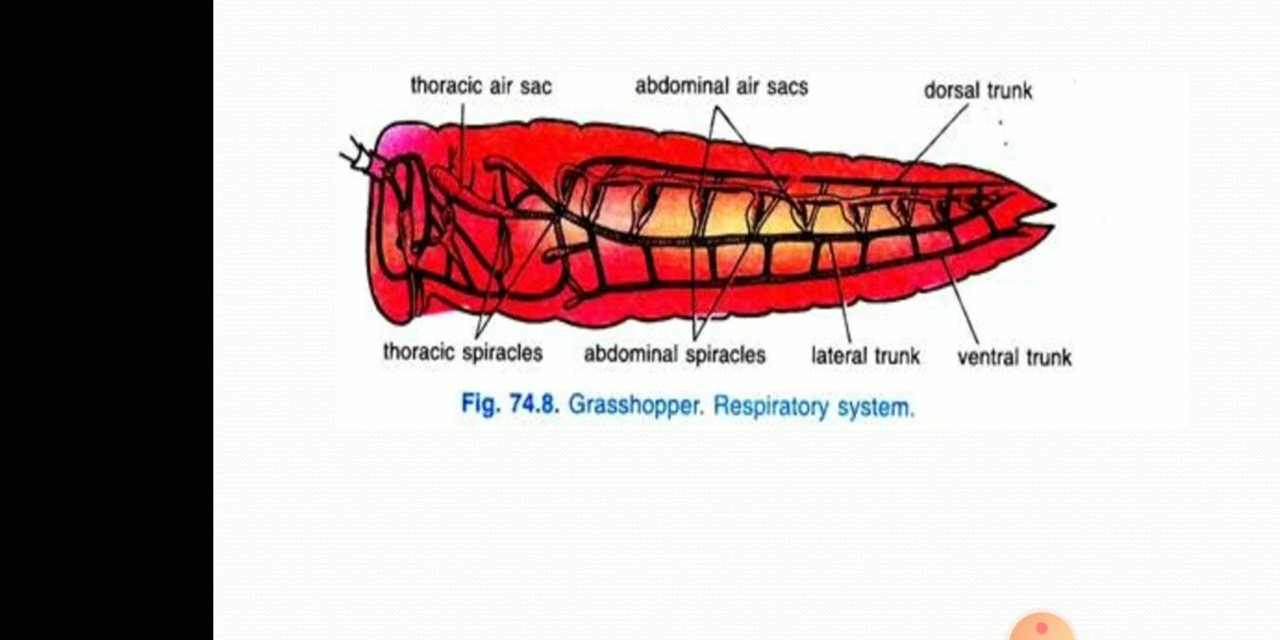 thoracic air sac abdominal air sacs dorsal trunk
thoracic spiracles abdominal spiracles lateral trunk ventral trunk
Fig. 74.8. Grasshopper. Respiratory system.